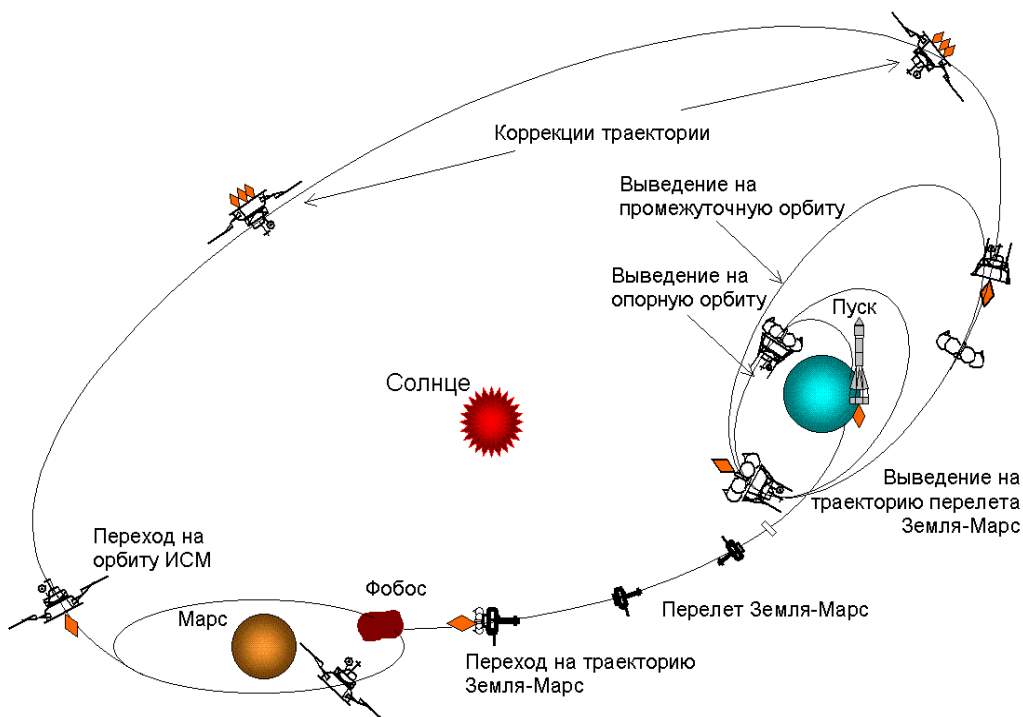 Коррекции траектории
Выведение на
промежуточную орбиту
Выведение на
опорную орбиту
Пуск
Солнце
Выведение на
траекторию перелета
Земля-Марс
Переход на
орбиту ИСМ
Фобос
Марс
Перелет Земля-Марс
Переход на траекторию
Земля-Марс